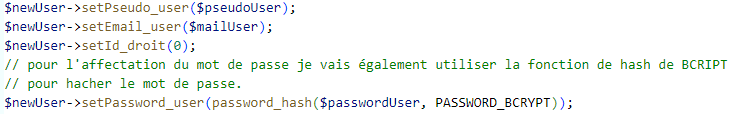 $newUser->setPseudo_user($pseudoUser);
$newUser->setEmail_user($mailUser);
$newUser->setId_droit(0);
// pour l'affectation du mot de passe je vais également utiliser la fonction de hash de BCRIPT
// pour hacher le mot de passe.
$newUser->setPassword_user(password_hash($passwordUser, PASSWORD_BCRYPT));